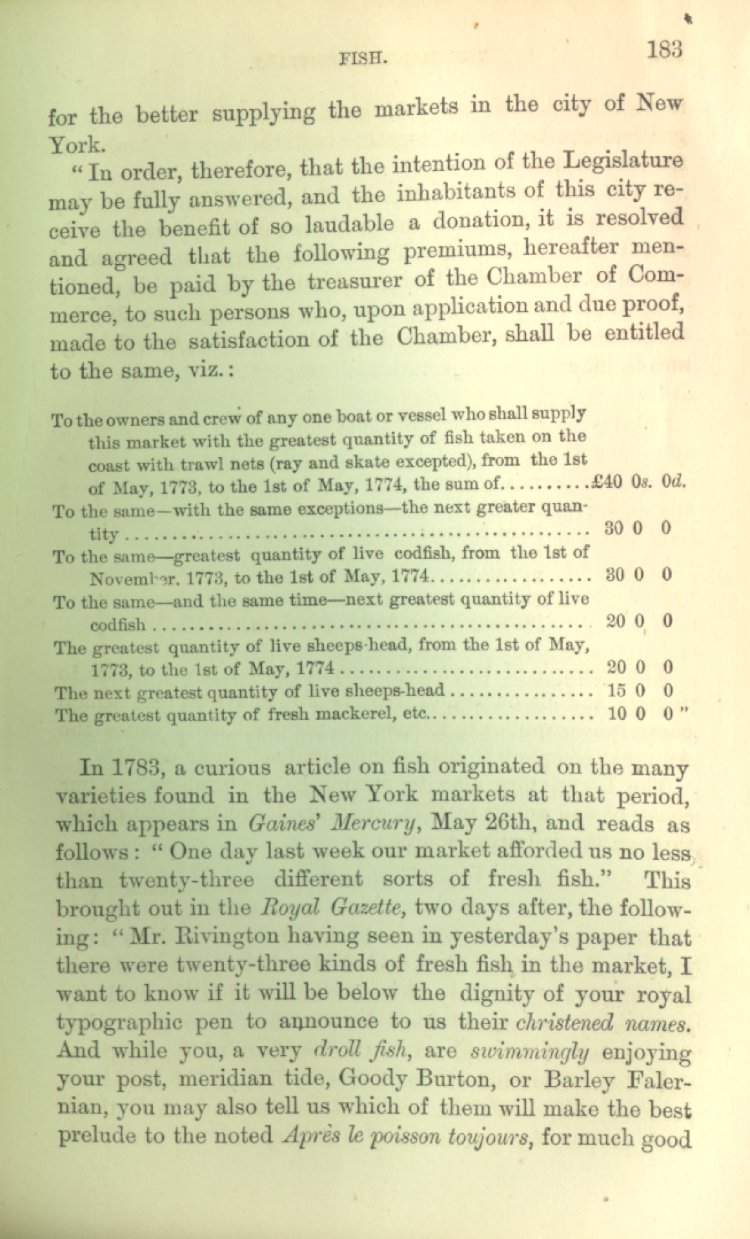 FISH. 183
for the better supplying the markets in the city of New
York.
“In order, therefore, that the intention of the Legislature
may be fully answered, and the inhabitants of this city re-
ceive the benefit of so laudable a donation, it is resolved
and agreed that the following premiums, hereafter men-
tioned, be paid by the treasurer of the Chamber of Com-
merce, to such persons who, upon application and due proof,
made to the satisfaction of the Chamber, shall be entitled
to the same, viz.:
To the owners and crew of any one boat or vessel who shall supply
this market with the greatest quantity of fish taken on the
coast with trawl nets (ray and skate excepted), from the 1st
of May, 1773, to the 1st of May, 1774, the sum of..........£40 0s. 0d.
To the same—with the same exceptions—the next greater quan-
tity .................................................. 30 0 0
To the same—greatest quantity of live codfish, from the 1st of
November, 1773, to the 1st of May, 1774.................. 30 0 0
To the same—and the same time—next greatest quantity of live
codfish ............................................... 20 0 0
The greatest quantity of live sheeps-head, from the 1st of May,
1773, to the 1st of May, 1774 ............................ 20 0 0
The next greatest quantity of live sheeps-head ................ 15 0 0
The greatest quantity of fresh mackerel, etc................... 10 0 0”
In 1783, a curious article on fish originated on the many
varieties found in the New York markets at that period,
which appears in Gaines’ Mercury, May 26th, and reads as
follows: “One day last week our market afforded us no less,
than twenty-three different sorts of fresh fish.” This
brought out in the Royal Gazette, two days after, the follow-
ing: “Mr. Rivington having seen in yesterday’s paper that
there were twenty-three kinds of fresh fish in the market, I
want to know if it will be below the dignity of your royal
typographic pen to announce to us their christened names.
And while you, a very droll fish, are swimmingly enjoying
your post, meridian tide, Goody Burton, or Barley Faler-
nian, you may also tell us which of them will make the best
prelude to the noted Après le poisson toujours, for much good